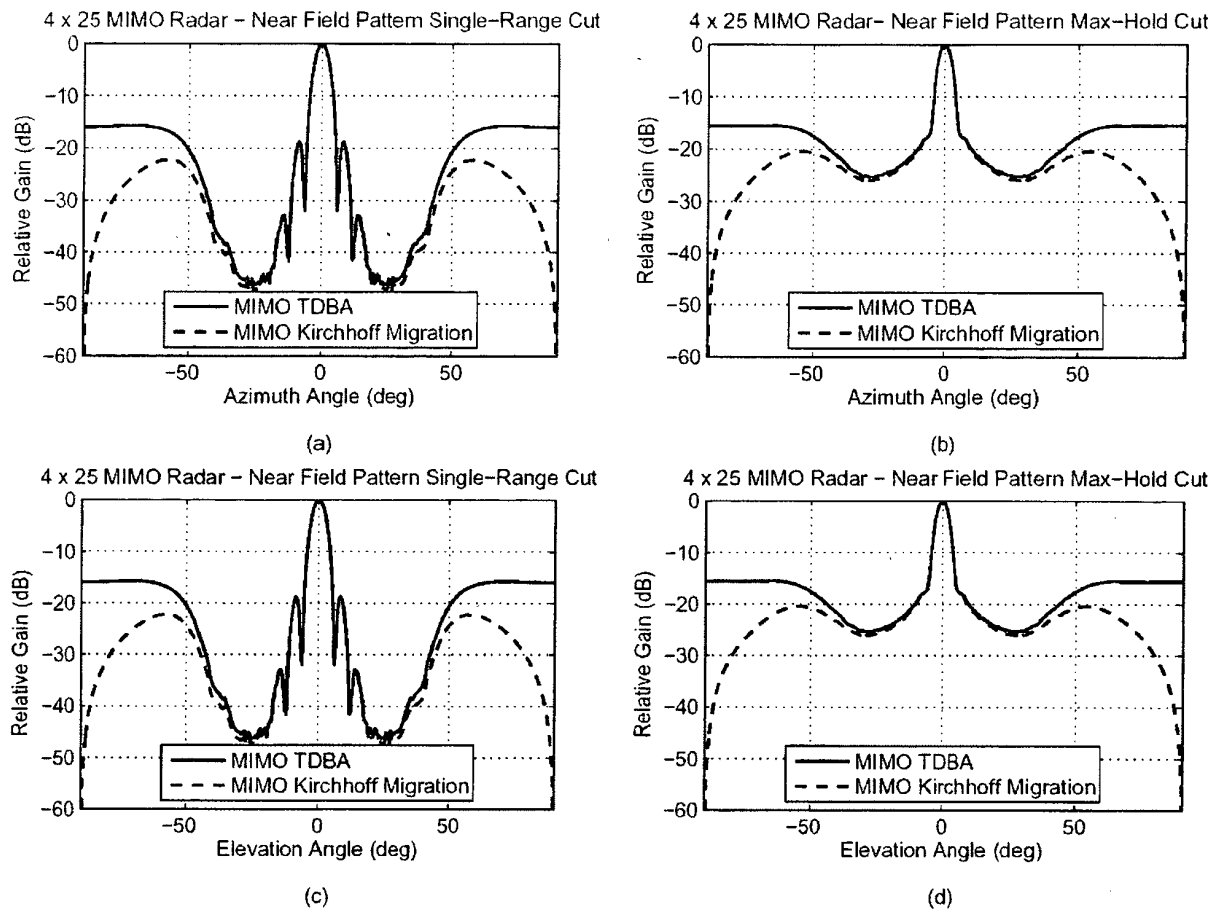 4 x 25 MIMO Radar – Near Field Pattern Single–Range Cut
0
−10
−20
−30
−40
−50
−60
Relative Gain (dB)
MIMO TDBA
MIMO Kirchhoff Migration
−50
0
50
Azimuth Angle (deg)
(a)
4 x 25 MIMO Radar– Near Field Pattern Max–Hold Cut
0
−10
−20
−30
−40
−50
−60
Relative Gain (dB)
MIMO TDBA
MIMO Kirchhoff Migration
−50
0
50
Azimuth Angle (deg)
(b)
4 x 25 MIMO Radar – Near Field Pattern Single–Range Cut
0
−10
−20
−30
−40
−50
−60
Relative Gain (dB)
MIMO TDBA
MIMO Kirchhoff Migration
−50
0
50
Elevation Angle (deg)
(c)
4 x 25 MIMO Radar – Near Field Pattern Max–Hold Cut
0
−10
−20
−30
−40
−50
−60
Relative Gain (dB)
MIMO TDBA
MIMO Kirchhoff Migration
−50
0
50
Elevation Angle (deg)
(d)